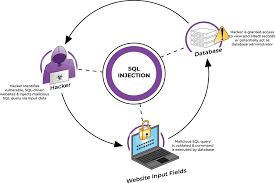 SQL
INJECTION
Hacker
Hacker identifies
vulnerable, SQL-driven
websites & injects malicious
SQL query via input data
Database
Hacker is granted access
to view and
records
or potentially act as
database administrator
Malicious SQL query
is validated & command
is executed by database
Website Input Fields